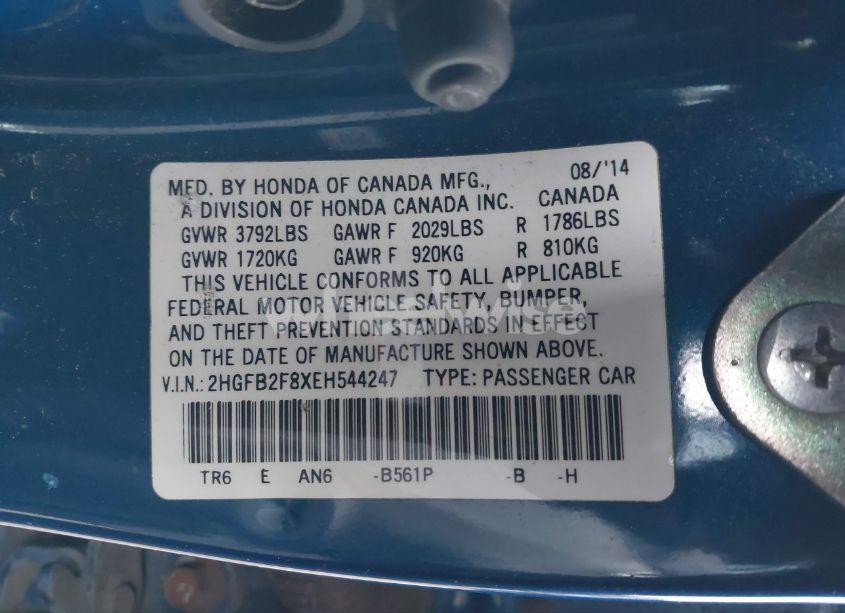 MFD. BY HONDA OF CANADA MFG., 08/'14
A DIVISION OF HONDA CANADA INC. CANADA
GVWR 3792LBS GAWR F 2029LBS R 1786LBS
GVWR 1720KG GAWR F 920KG R 810KG
THIS VEHICLE CONFORMS TO ALL APPLICABLE
FEDERAL MOTOR VEHICLE SAFETY, BUMPER,
AND THEFT PREVENTION STANDARDS IN EFFECT
ON THE DATE OF MANUFACTURE SHOWN ABOVE.
V.I.N.: 2HGFB2F8XEH544247 TYPE: PASSENGER CAR
TR6 E AN6 -B561P -B -H